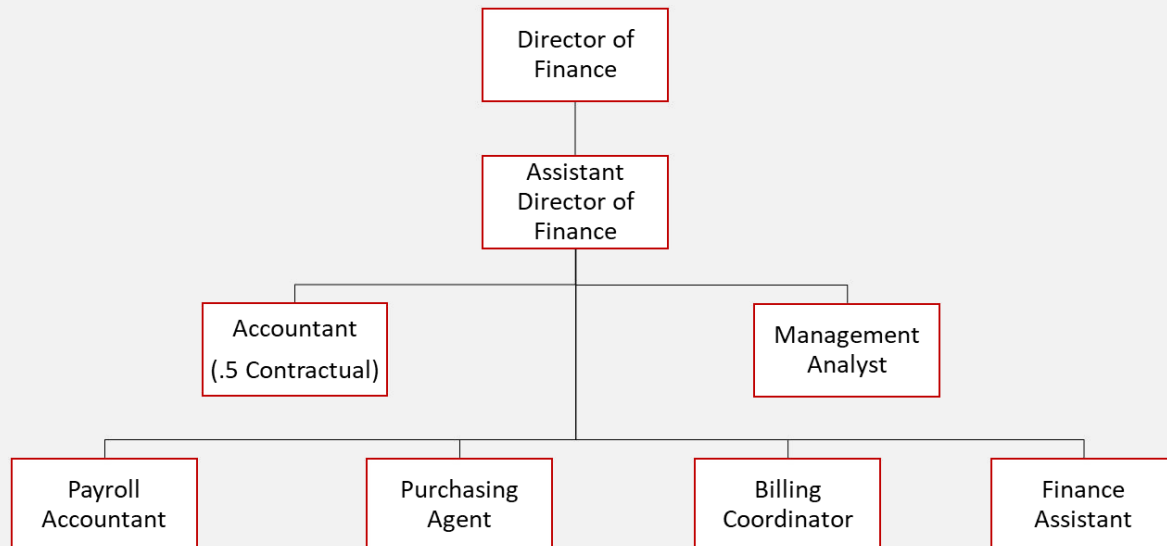 Director of
Finance
Assistant
Director of
Finance
Accountant
(.5 Contractual)
Management
Analyst
Payroll
Accountant
Purchasing
Agent
Billing
Coordinator
Finance
Assistant